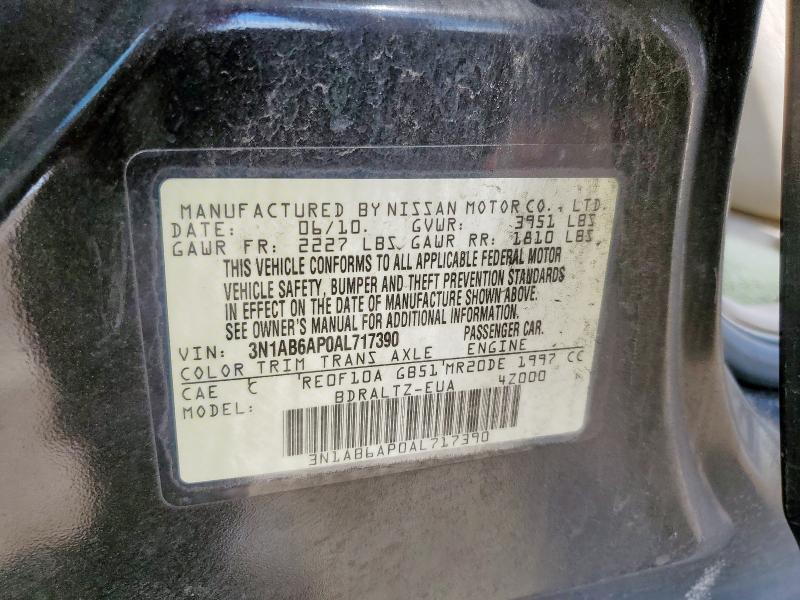 MANUFACTURED BY NISSAN MOTOR CO., LTD.
DATE: 06/10. GVWR: 3951 LBS
GAWR FR: 2227 LBS GAWR RR: 1810 LBS
THIS VEHICLE CONFORMS TO ALL APPLICABLE FEDERAL MOTOR
VEHICLE SAFETY, BUMPER AND THEFT PREVENTION STANDARDS
IN EFFECT ON THE DATE OF MANUFACTURE SHOWN ABOVE.
SEE OWNER'S MANUAL FOR ADDITIONAL INFORMATION.
VIN: 3N1AB6AP0AL717390 PASSENGER CAR.
COLOR TRIM TRANS AXLE ENGINE
CAE C RE0F10A GB51 MR20DE 1997 CC
MODEL: BDRALTZ-EUA 4Z000
3N1AB6AP0AL717390